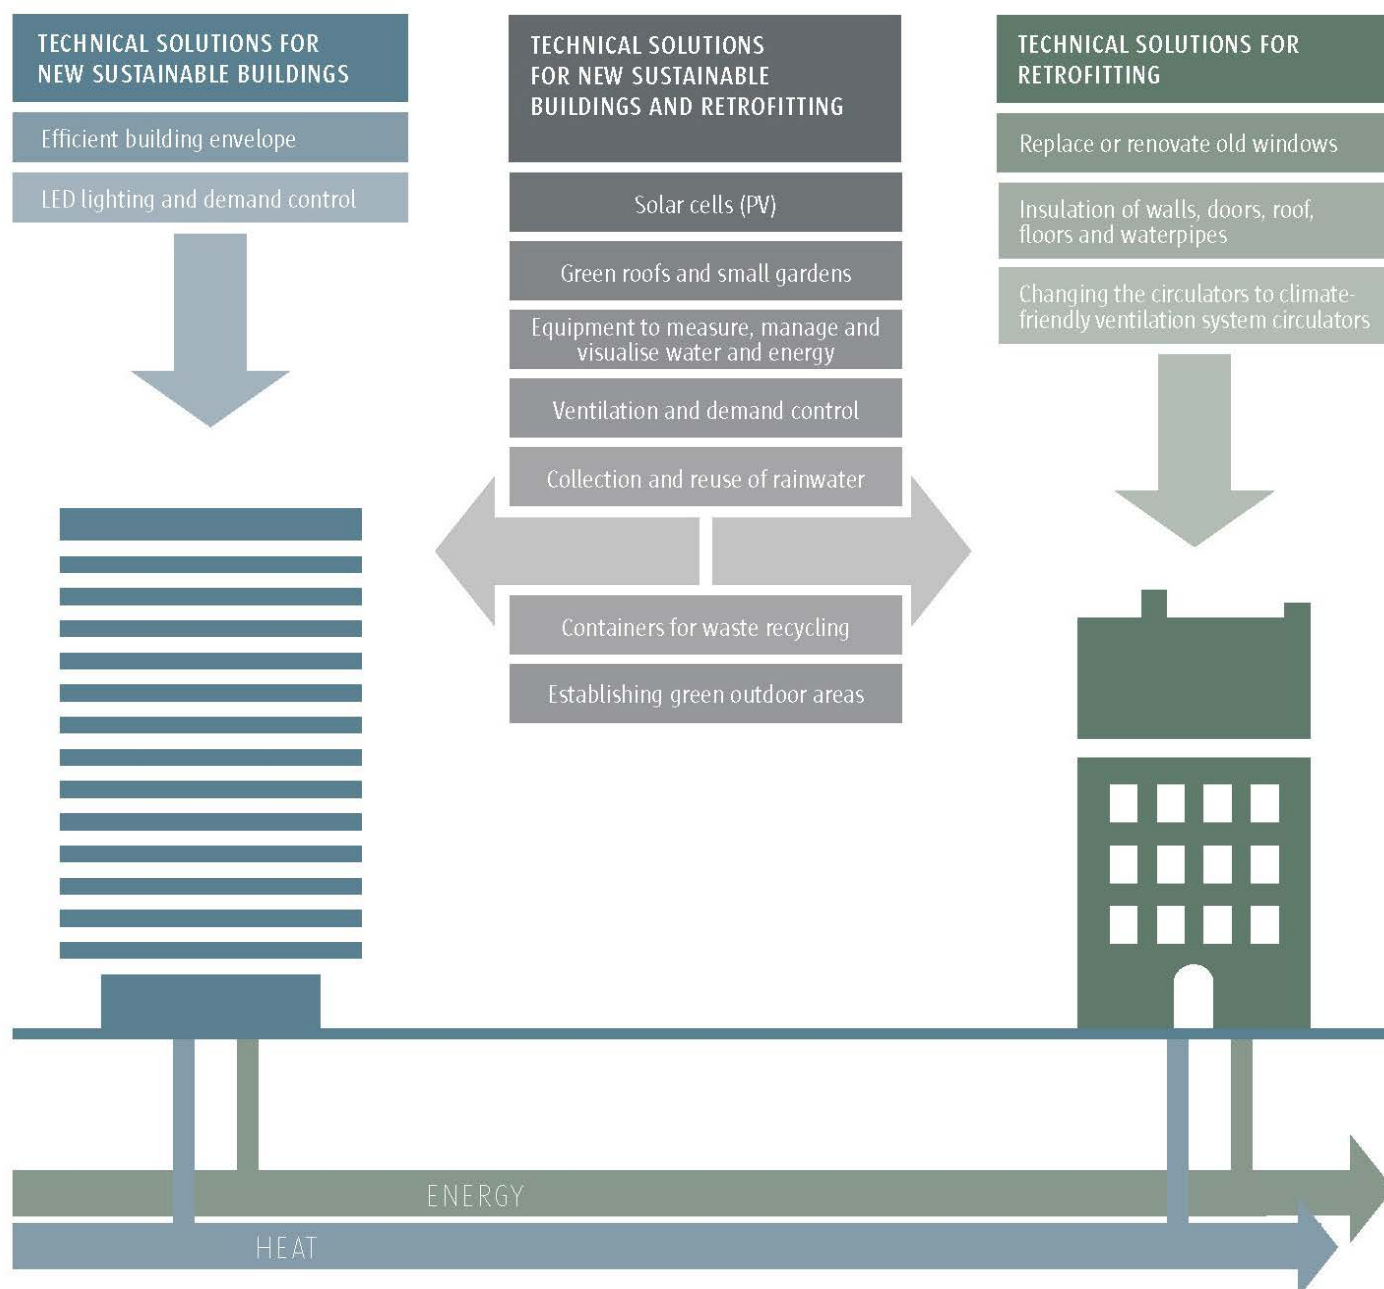 TECHNICAL SOLUTIONS FOR
NEW SUSTAINABLE BUILDINGS
Efficient building envelope
LED lighting and demand control
TECHNICAL SOLUTIONS
FOR NEW SUSTAINABLE
BUILDINGS AND RETROFITTING
Solar cells (PV)
Green roofs and small gardens
Equipment to measure, manage and
visualise water and energy
Ventilation and demand control
Collection and reuse of rainwater
Containers for waste recycling
Establishing green outdoor areas
TECHNICAL SOLUTIONS FOR
RETROFITTING
Replace or renovate old windows
Insulation of walls, doors, roof,
floors and waterpipes
Changing the circulators to climate-
friendly ventilation system circulators
ENERGY
HEAT